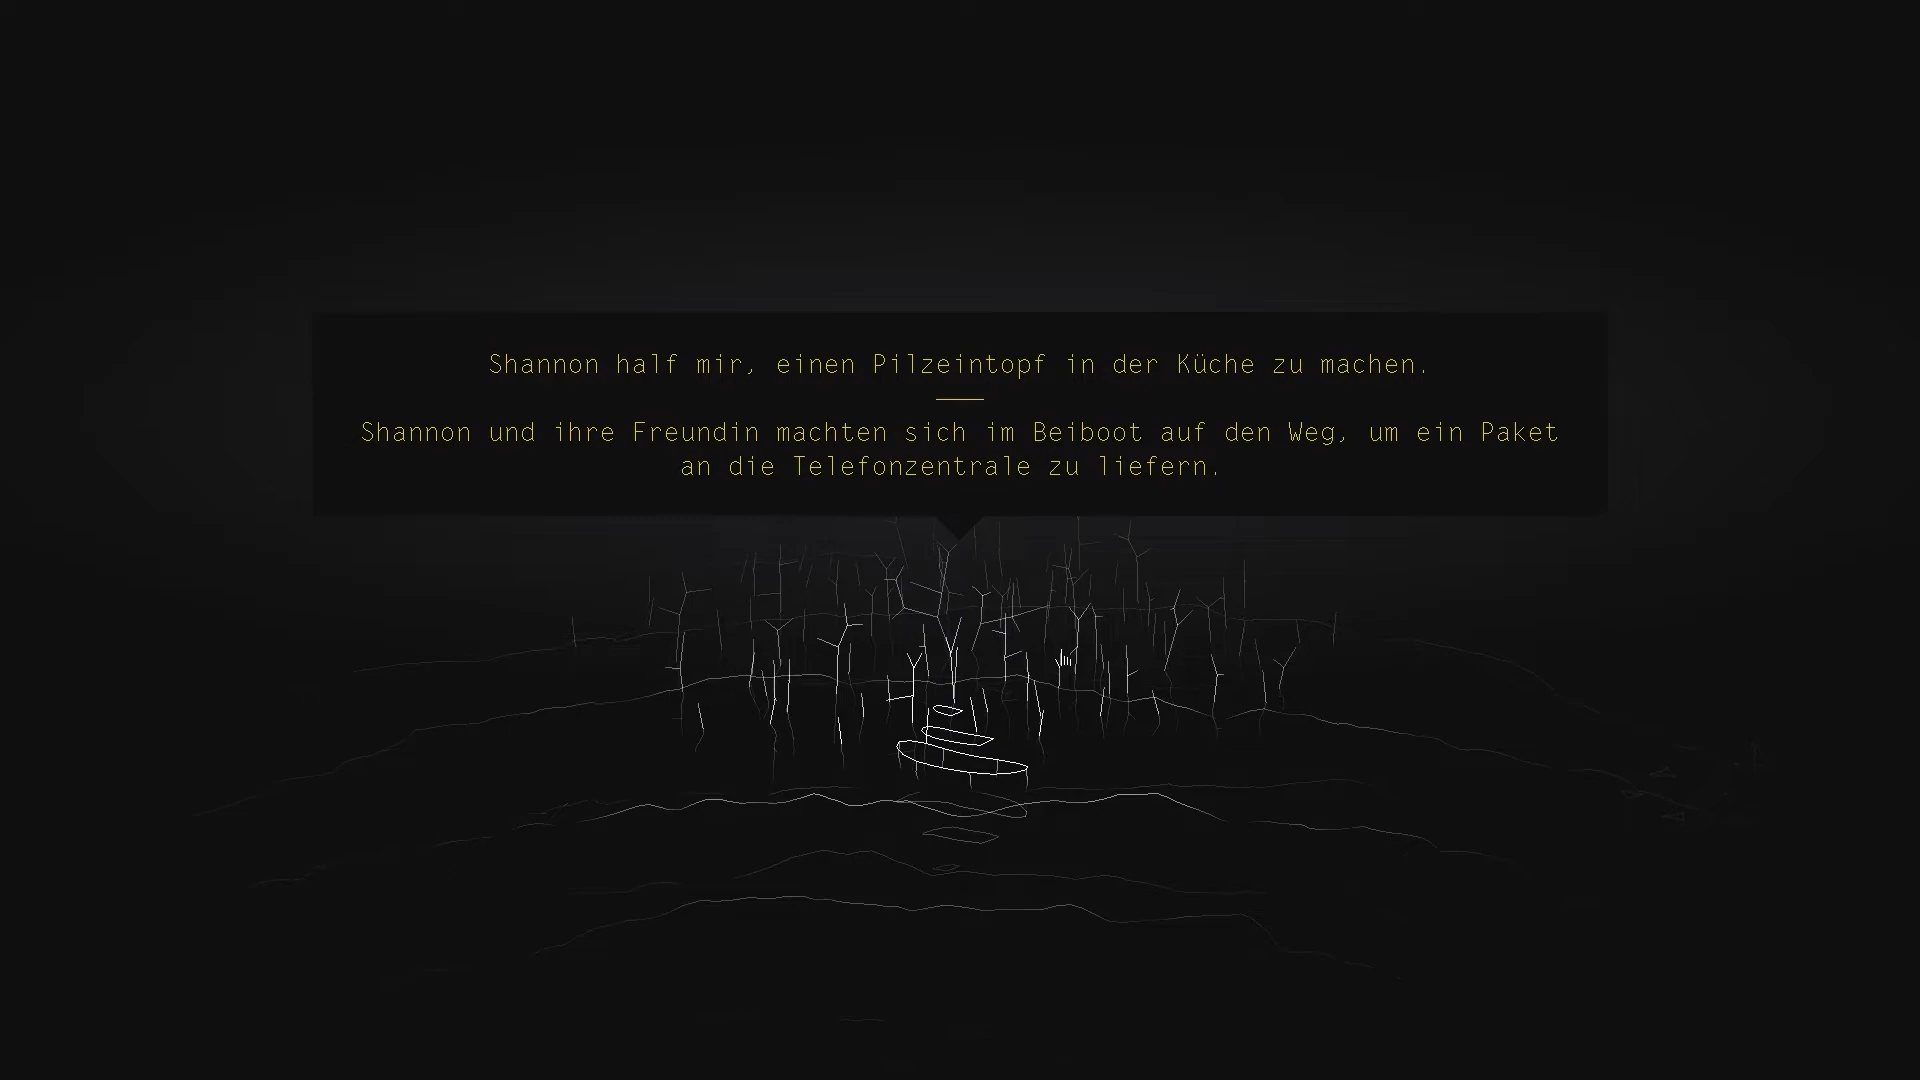 Shannon half mir, einen Pilzeintopf in der Küche zu machen.
Shannon und ihre Freundin machten sich im Beiboot auf den Weg, um ein Paket
an die Telefonzentrale zu liefern.